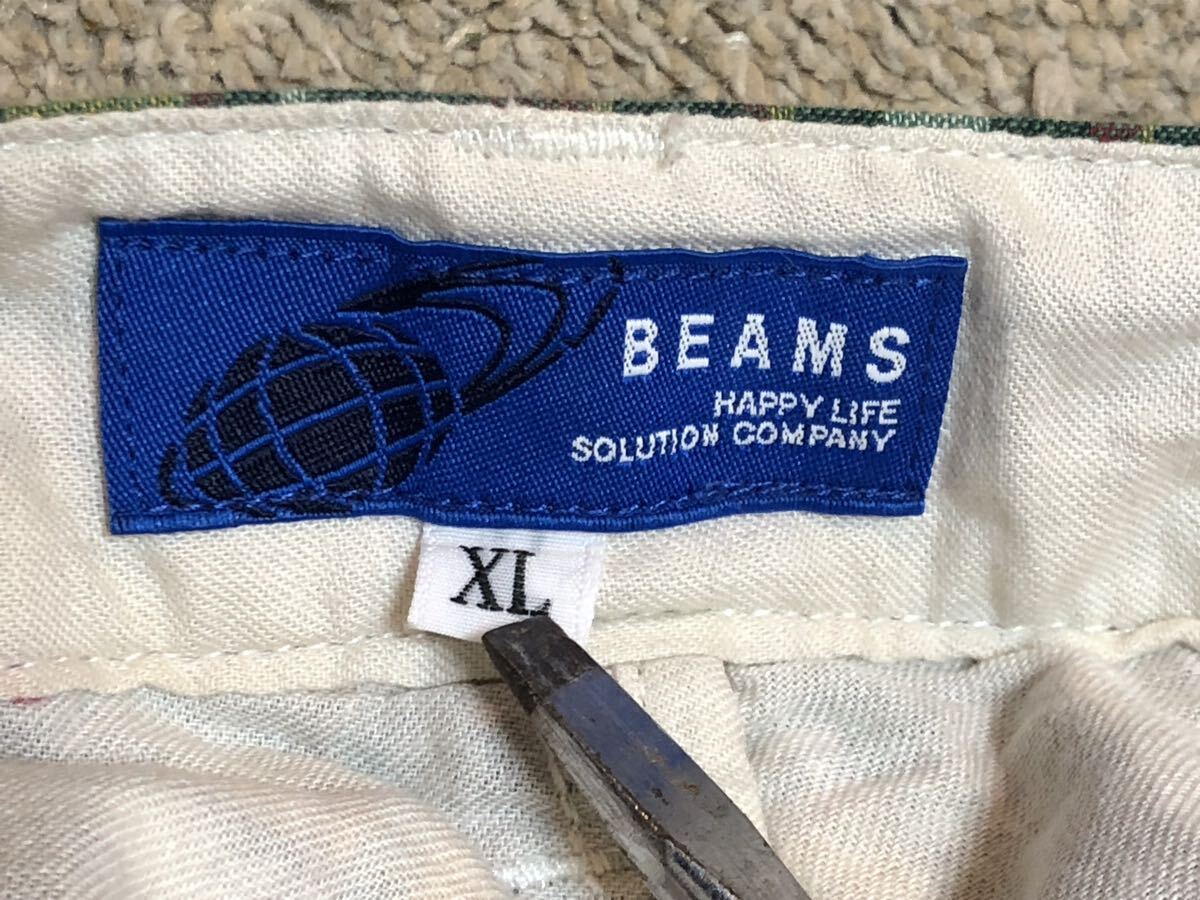 BEAMS
HAPPY LIFE
SOLUTION COMPANY
XL